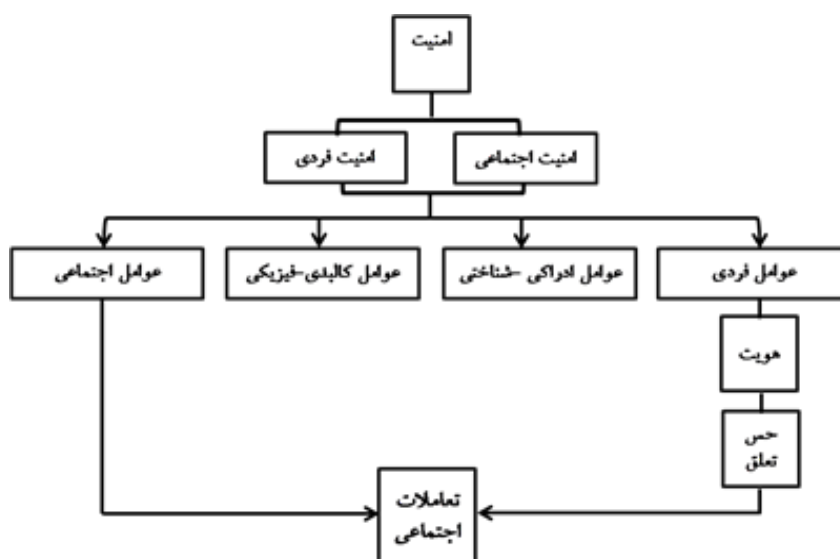 امنیت
امنیت اجتماعی
امنیت فردی
عوامل فردی
عوامل ادراکی -شناختی
عوامل کالبدی-فیزیکی
عوامل اجتماعی
هویت
حس
تعلق
تعاملات
اجتماعی